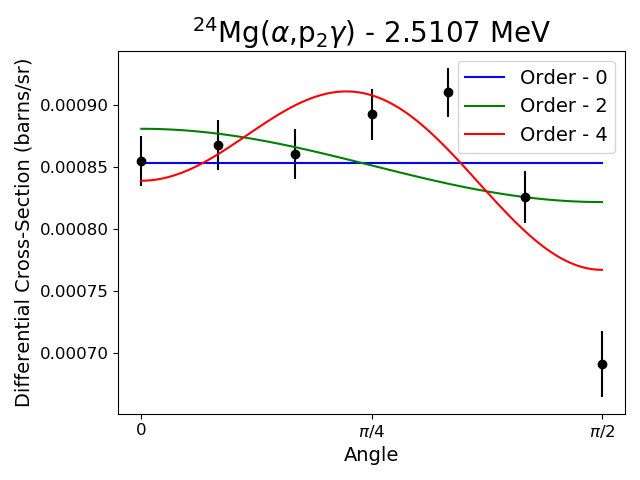 ²⁴Mg(α,p₂γ) - 2.5107 MeV
Order - 0
Order - 2
Order - 4
Differential Cross-Section (barns/sr)
0.00090
0.00085
0.00080
0.00075
0.00070
0
π/4
π/2
Angle